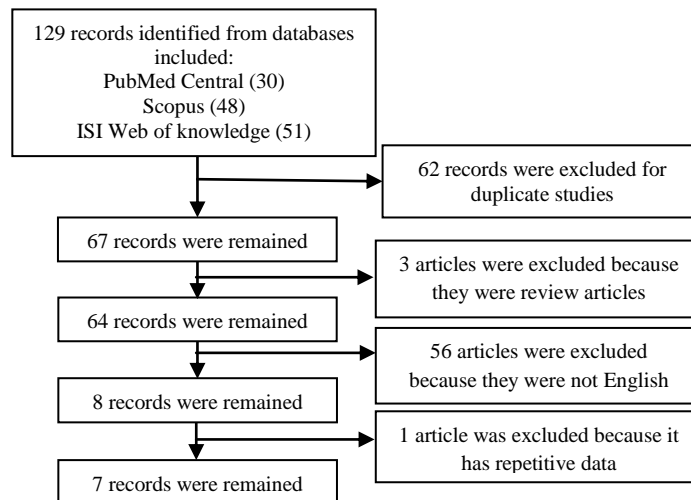 129 records identified from databases
included:
PubMed Central (30)
Scopus (48)
ISI Web of knowledge (51)
62 records were excluded for
duplicate studies
67 records were remained
3 articles were excluded because
they were review articles
64 records were remained
56 articles were excluded
because they were not English
8 records were remained
1 article was excluded because it
has repetitive data
7 records were remained